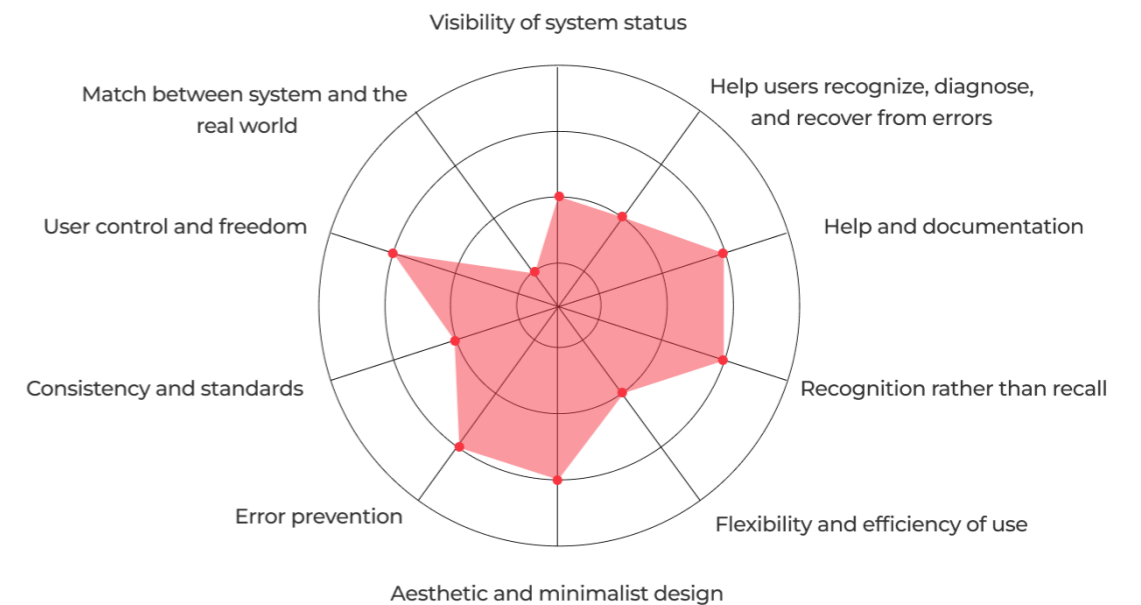 Visibility of system status
Help users recognize, diagnose,
and recover from errors
Match between system and the
real world
User control and freedom
Help and documentation
Consistency and standards
Recognition rather than recall
Error prevention
Flexibility and efficiency of use
Aesthetic and minimalist design